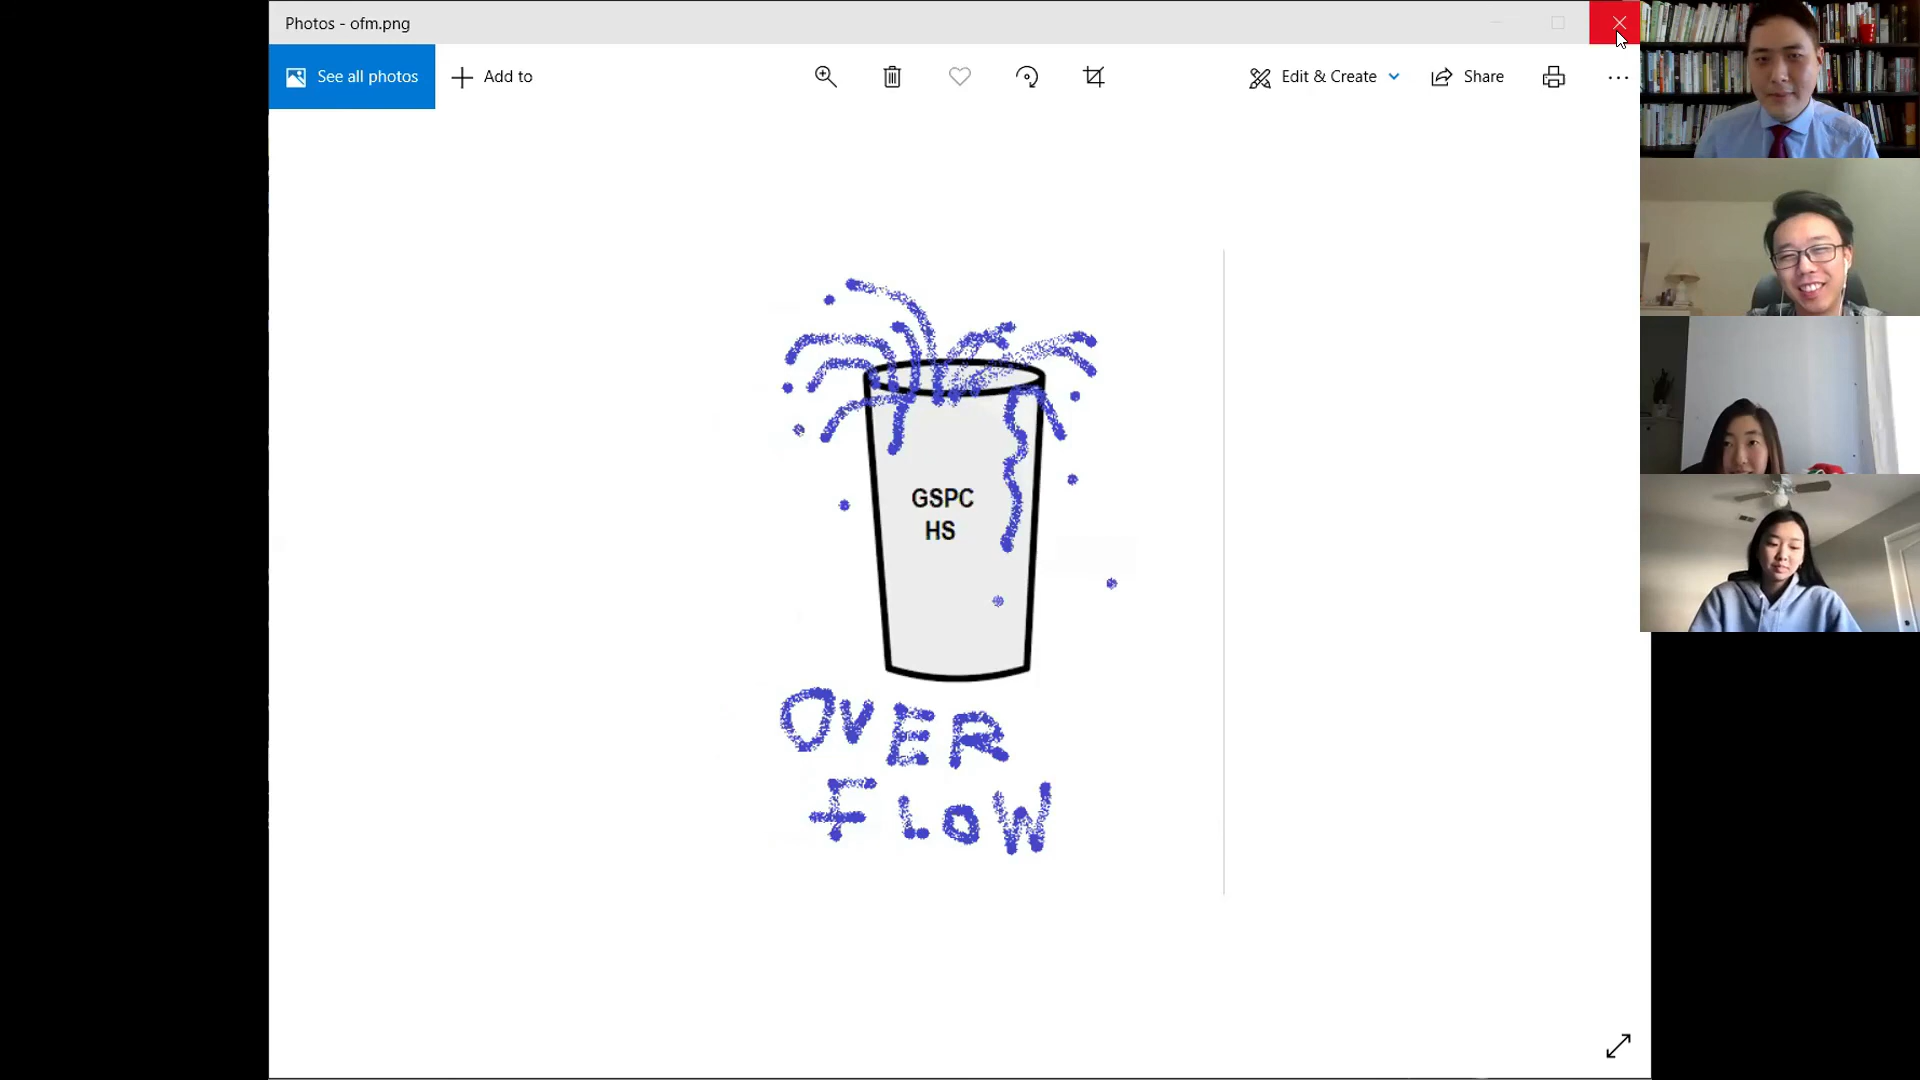 Photos - ofm.png
See all photos
Add to
Edit & Create
Share
GSPC
HS
OVER
FLOW